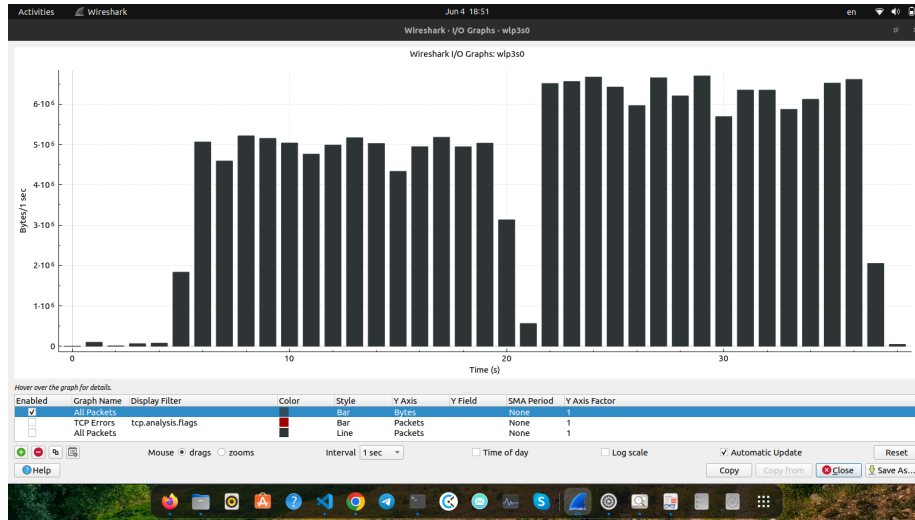 Activities Wireshark Jun 4 18:51 en
Wireshark · I/O Graphs · wlp3s0
Wireshark I/O Graphs: wlp3s0
6·10⁶
5·10⁶
4·10⁶
3·10⁶
2·10⁶
1·10⁶
0
Bytes/1 sec
0 10 20 30
Time (s)
Hover over the graph for details.
Enabled Graph Name Display Filter Color Style Y Axis Y Field SMA Period Y Axis Factor
All Packets Bar Bytes None 1
TCP Errors tcp.analysis.flags Bar Packets None 1
All Packets Line Packets None 1
Mouse drags zooms Interval 1 sec Time of day Log scale Automatic Update Reset
Help Copy Copy from Close Save As…